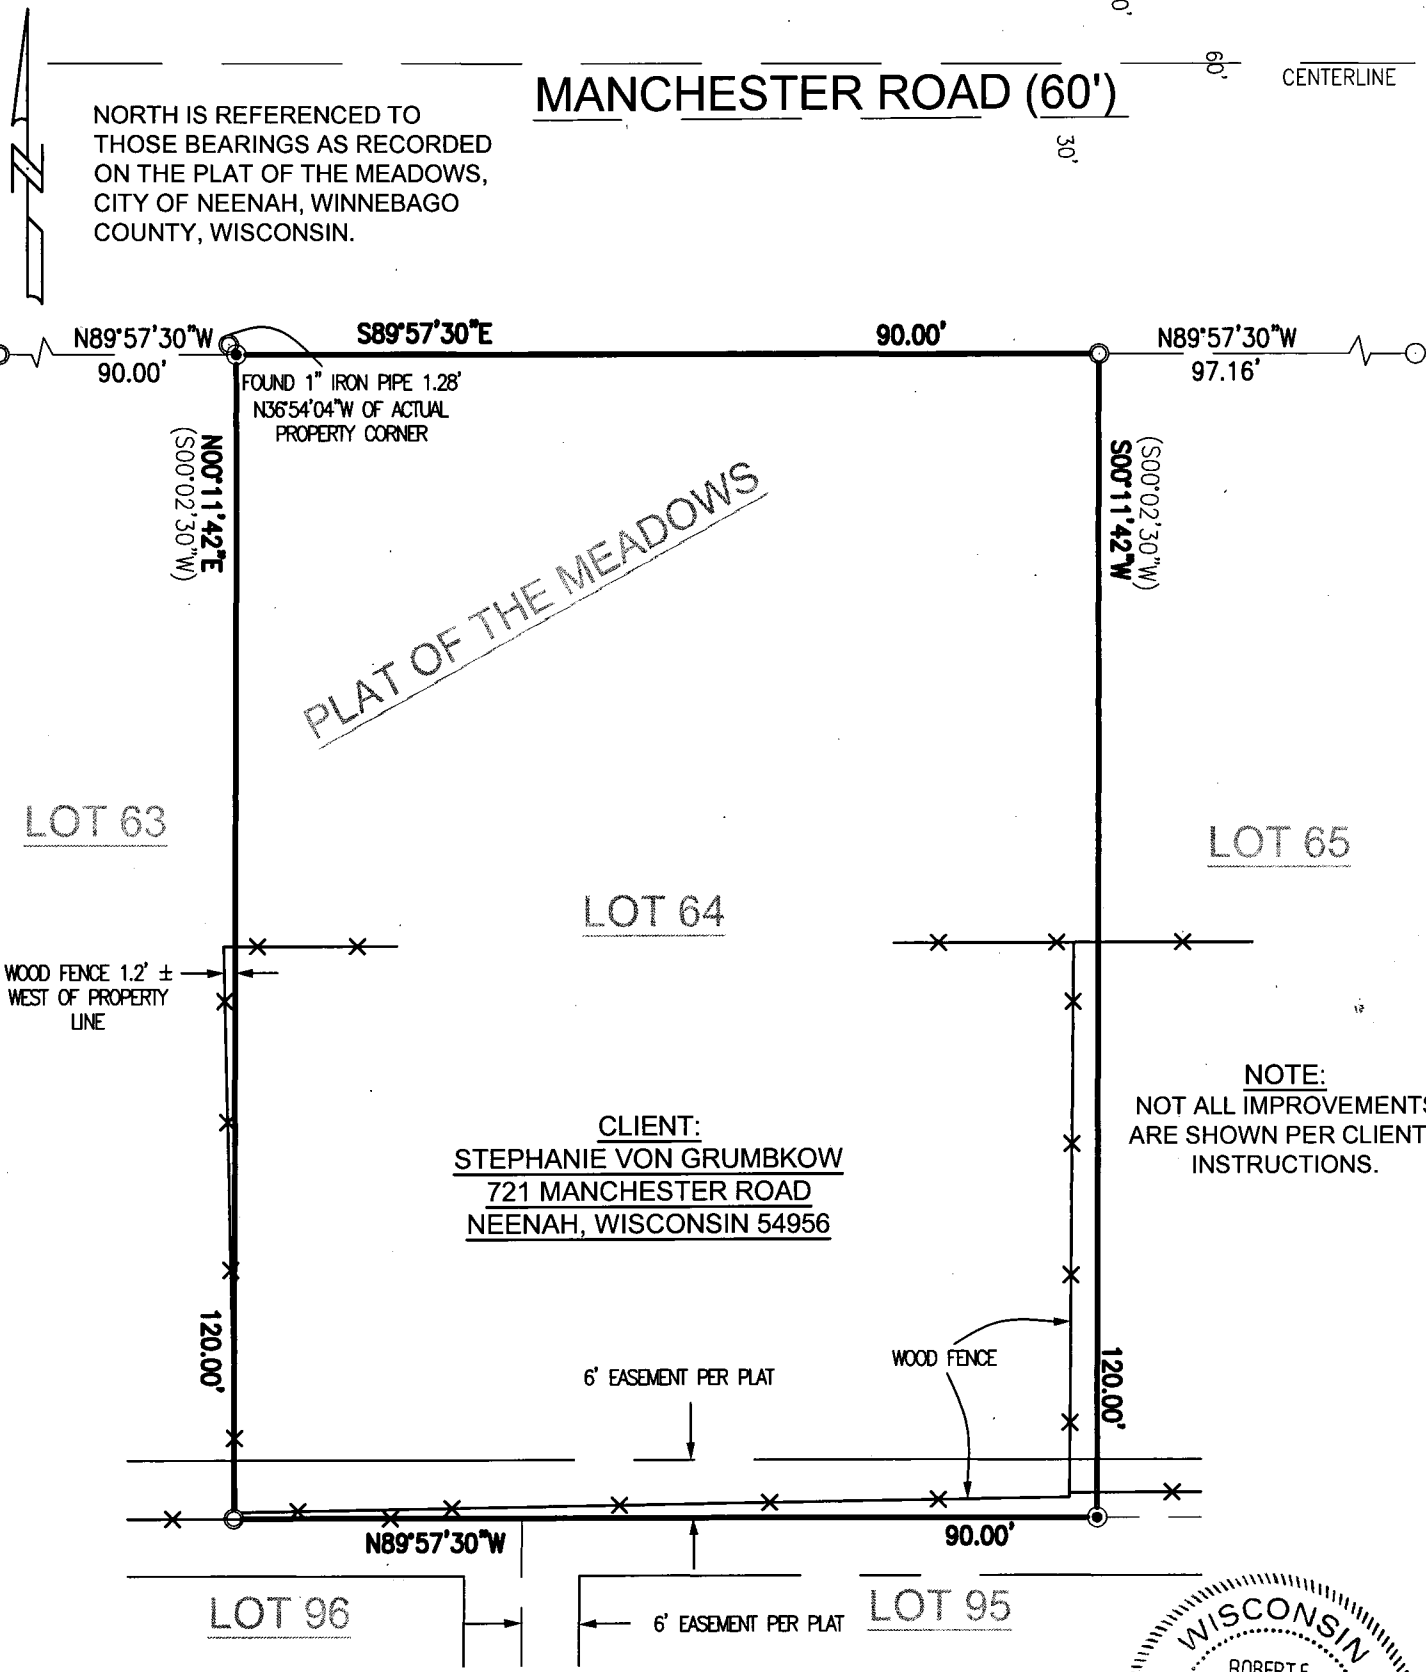 60'
CENTERLINE
MANCHESTER ROAD (60')
30'
N
NORTH IS REFERENCED TO
THOSE BEARINGS AS RECORDED
ON THE PLAT OF THE MEADOWS,
CITY OF NEENAH, WINNEBAGO
COUNTY, WISCONSIN.
N89°57'30"W
90.00'
S89°57'30"E
90.00'
N89°57'30"W
97.16'
FOUND 1" IRON PIPE 1.28'
N36°54'04"W OF ACTUAL
PROPERTY CORNER
N00°11'42"E
(S00°02'30"W)
(S00°02'30"W)
S00°11'42"W
PLAT OF THE MEADOWS
LOT 63
LOT 65
LOT 64
WOOD FENCE 1.2' ±
WEST OF PROPERTY
LINE
NOTE:
NOT ALL IMPROVEMENTS
ARE SHOWN PER CLIENT
INSTRUCTIONS.
CLIENT:
STEPHANIE VON GRUMBKOW
721 MANCHESTER ROAD
NEENAH, WISCONSIN 54956
120.00'
WOOD FENCE
120.00'
6' EASEMENT PER PLAT
N89°57'30"W
90.00'
LOT 96
6' EASEMENT PER PLAT
LOT 95
WISCONSIN
ROBERT F.